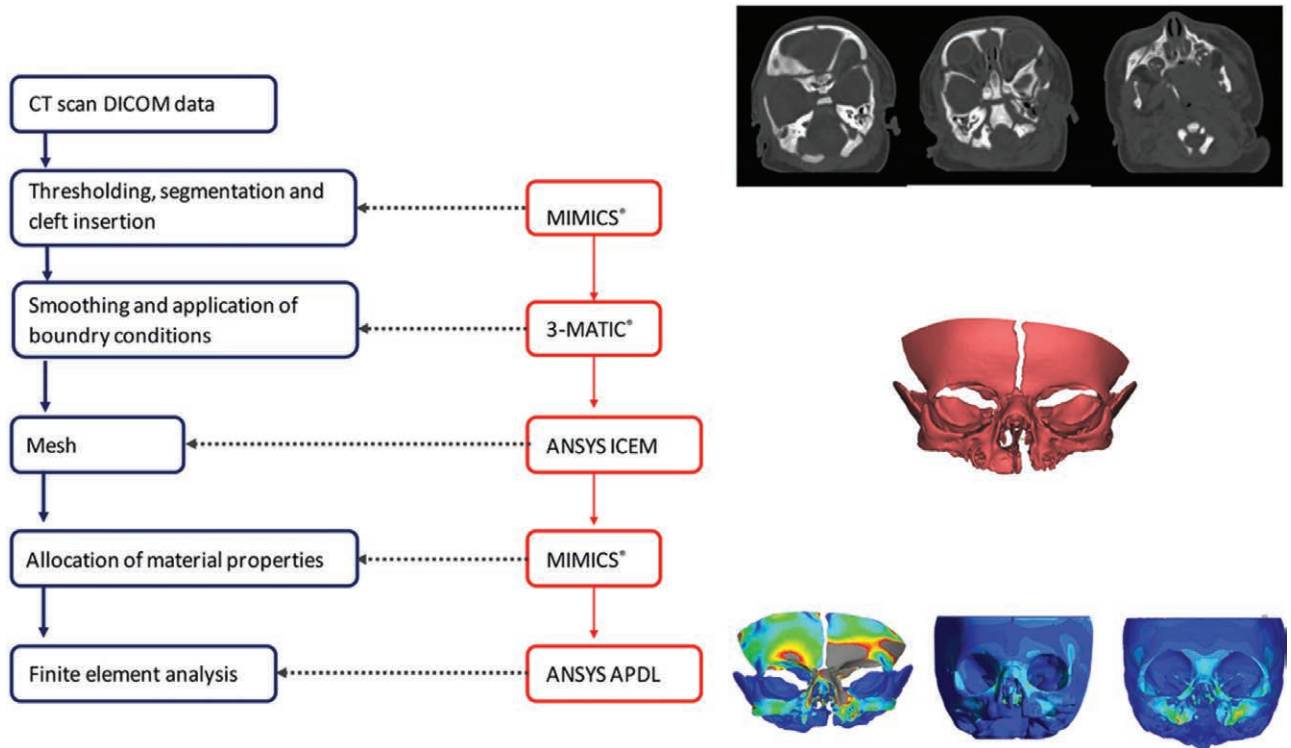 CT scan DICOM data
Thresholding, segmentation and
cleft insertion
MIMICS®
Smoothing and application of
boundry conditions
3-MATIC®
Mesh
ANSYS ICEM
Allocation of material properties
MIMICS®
Finite element analysis
ANSYS APDL